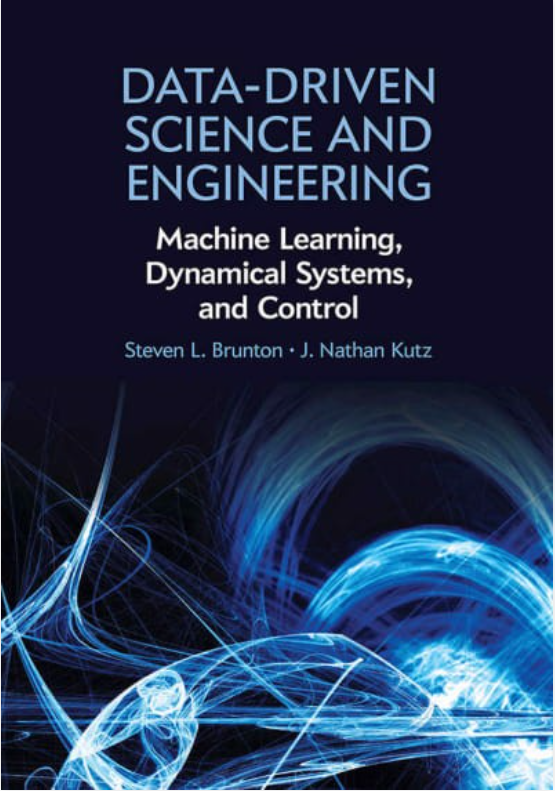 DATA-DRIVEN
SCIENCE AND
ENGINEERING
Machine Learning,
Dynamical Systems,
and Control
Steven L. Brunton • J. Nathan Kutz